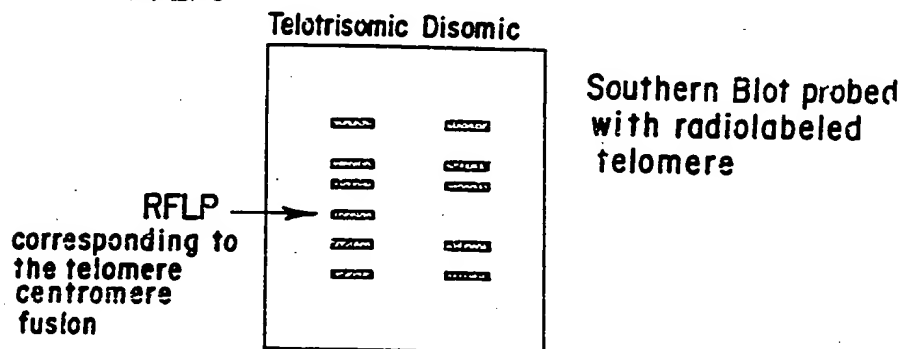 Telotrisomic Disomic
Southern Blot probed
with radiolabeled
telomere
RFLP
corresponding to
the telomere
centromere
fusion